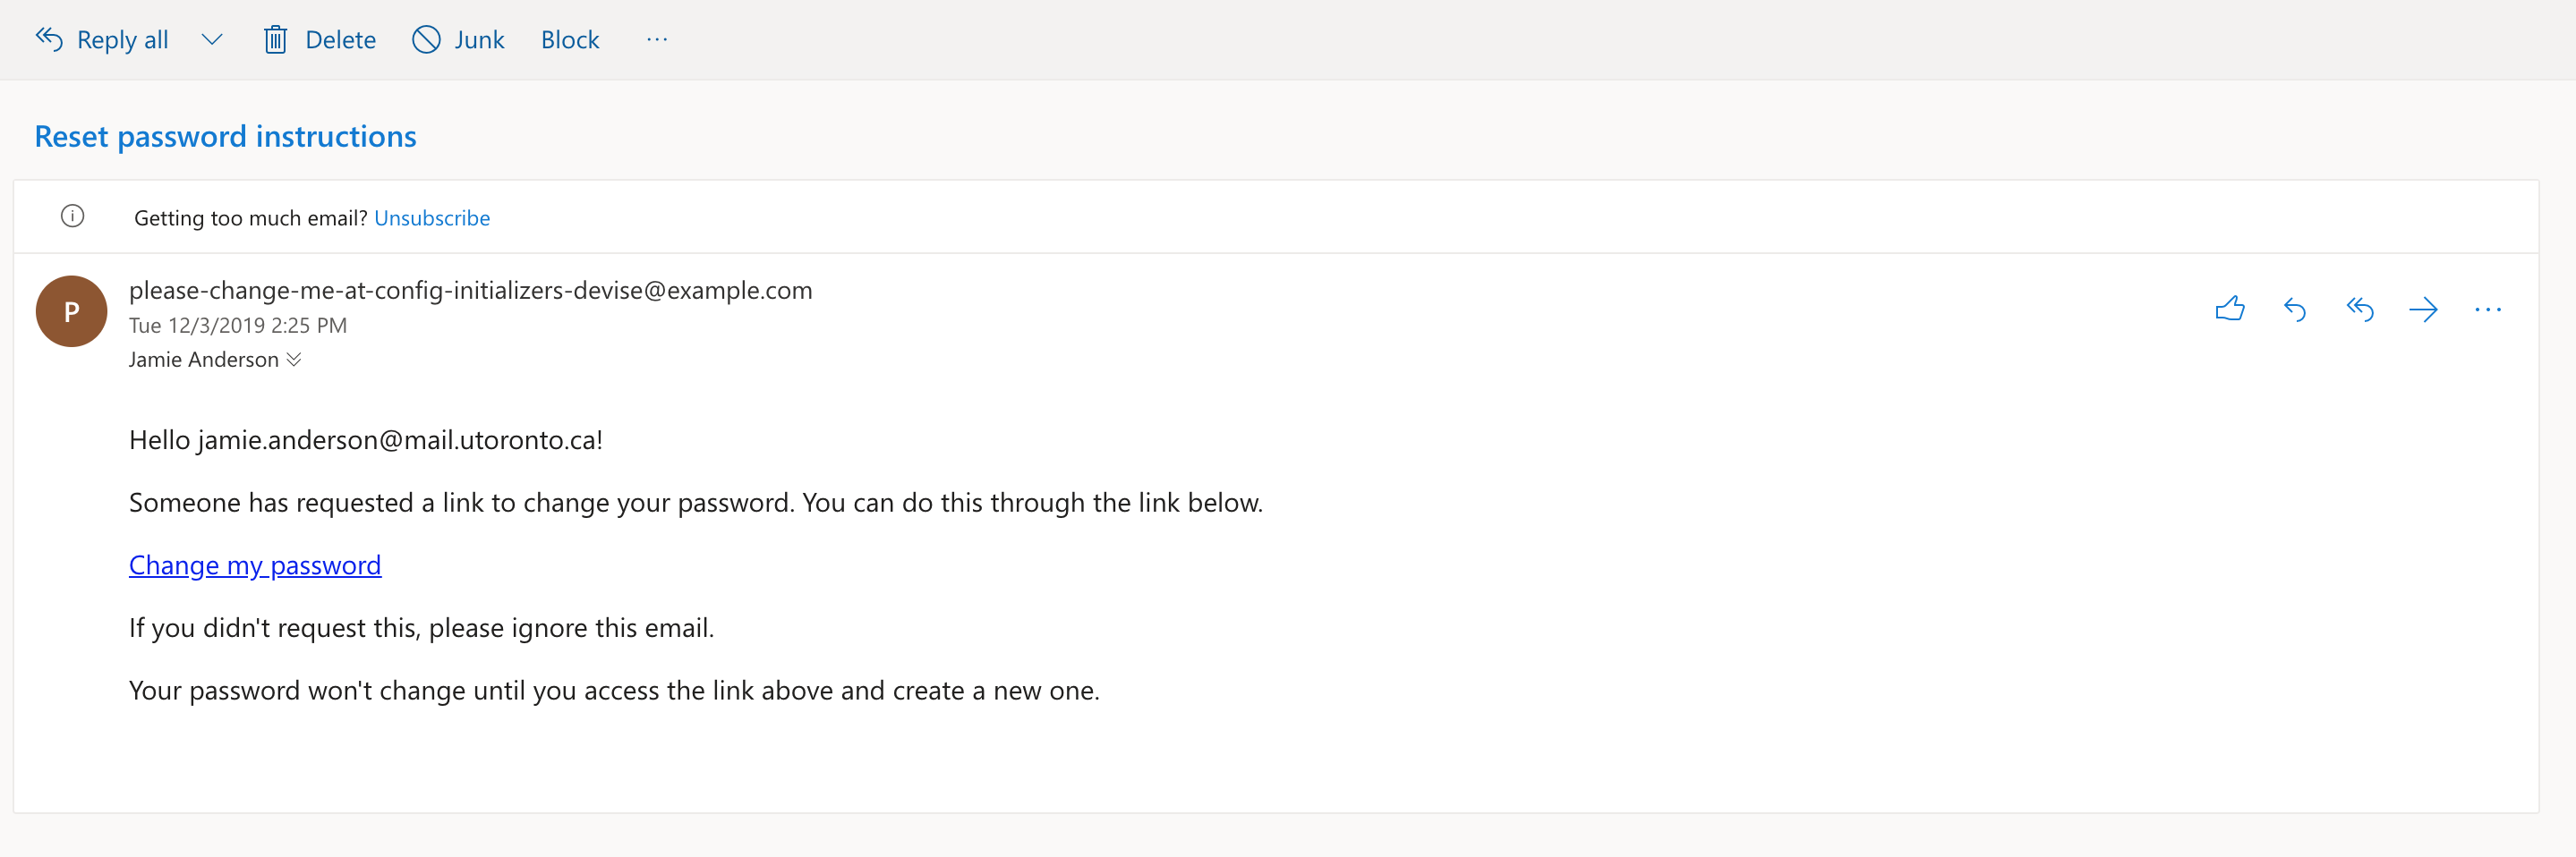 Reply all Delete Junk Block ...
Reset password instructions
Getting too much email? Unsubscribe
please-change-me-at-config-initializers-devise@example.com
P
Tue 12/3/2019 2:25 PM
Jamie Anderson
Hello jamie.anderson@mail.utoronto.ca!
Someone has requested a link to change your password. You can do this through the link below.
Change my password
If you didn't request this, please ignore this email.
Your password won't change until you access the link above and create a new one.